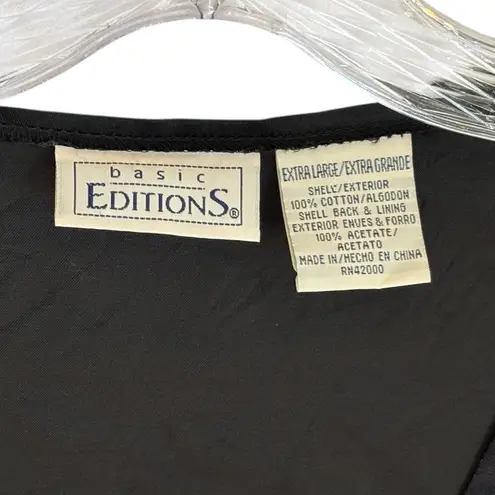 basic
EDITIONS®
EXTRA LARGE/EXTRA GRANDE
SHELL/EXTERIOR
100% COTTON/ALGODON
SHELL BACK & LINING
EXTERIOR ENVES & FORRO
100% ACETATE/
ACETATO
MADE IN/HECHO EN CHINA
RN42000